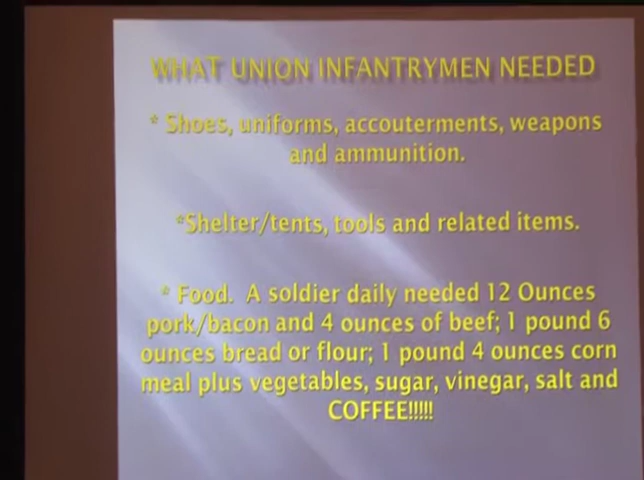 WHAT UNION INFANTRYMEN NEEDED
* Shoes, uniforms, accouterments, weapons
and ammunition.
*Shelter/tents, tools and related items.
* Food. A soldier daily needed 12 Ounces
pork/bacon and 4 ounces of beef; 1 pound 6
ounces bread or flour; 1 pound 4 ounces corn
meal plus vegetables, sugar, vinegar, salt and
COFFEE!!!!!